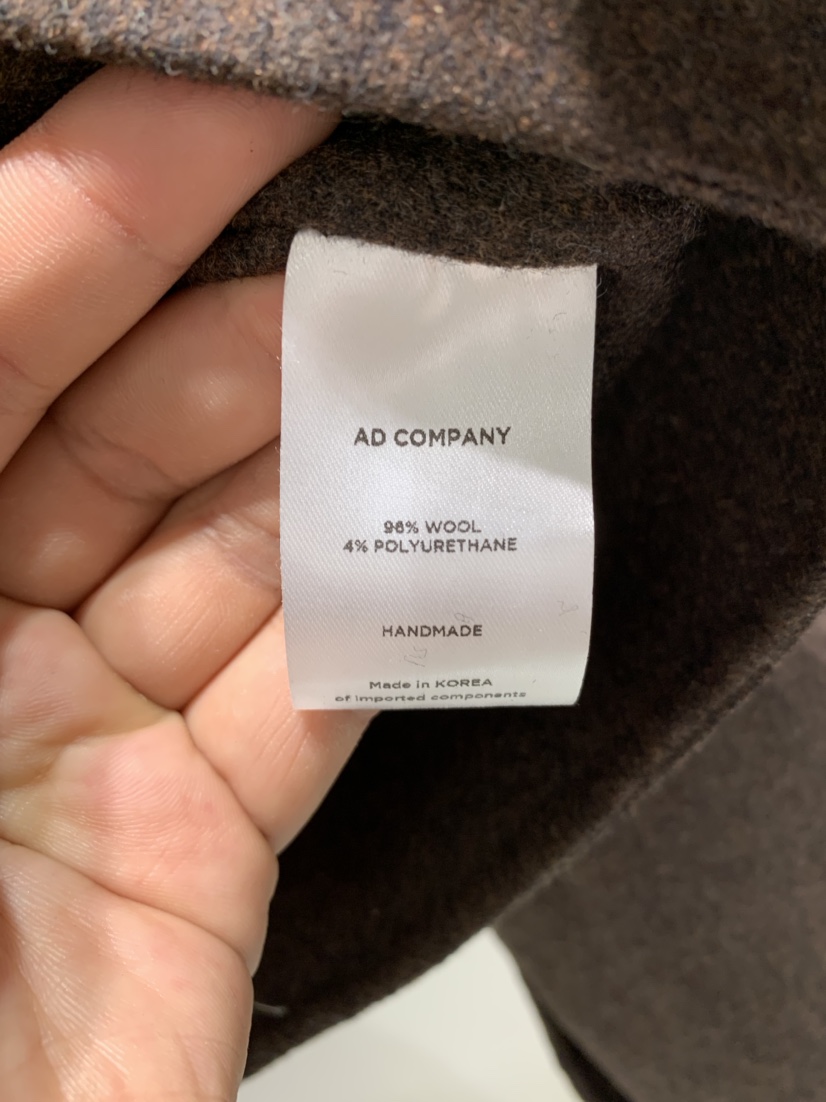 AD COMPANY
96% WOOL
4% POLYURETHANE
HANDMADE
Made in KOREA
of imported components